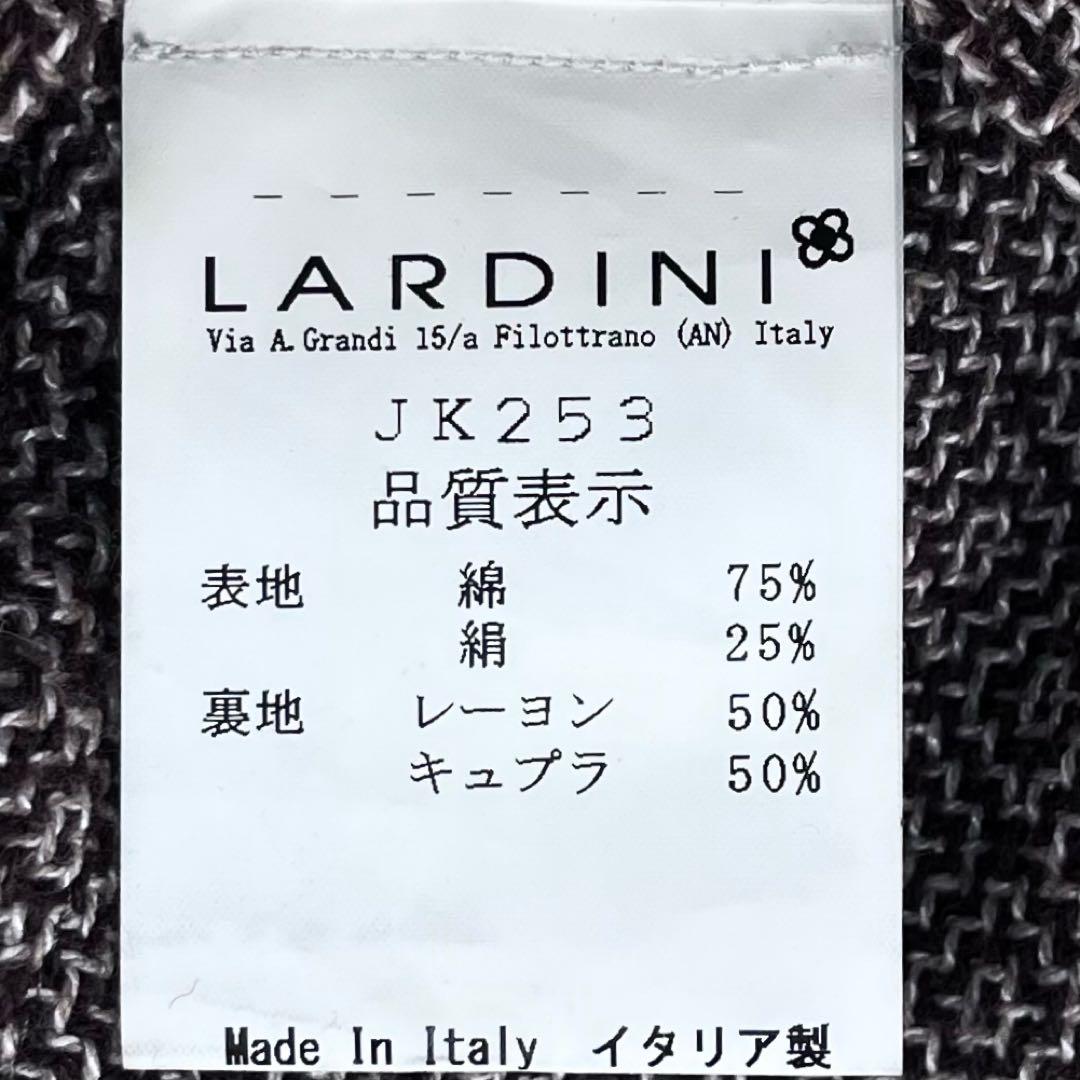 LARDINI
Via A. Grandi 15/a Filottrano (AN) Italy
JK253
品質表示
表地 綿 75%
絹 25%
裏地 レーヨン 50%
キュプラ 50%
Made In Italy イタリア製